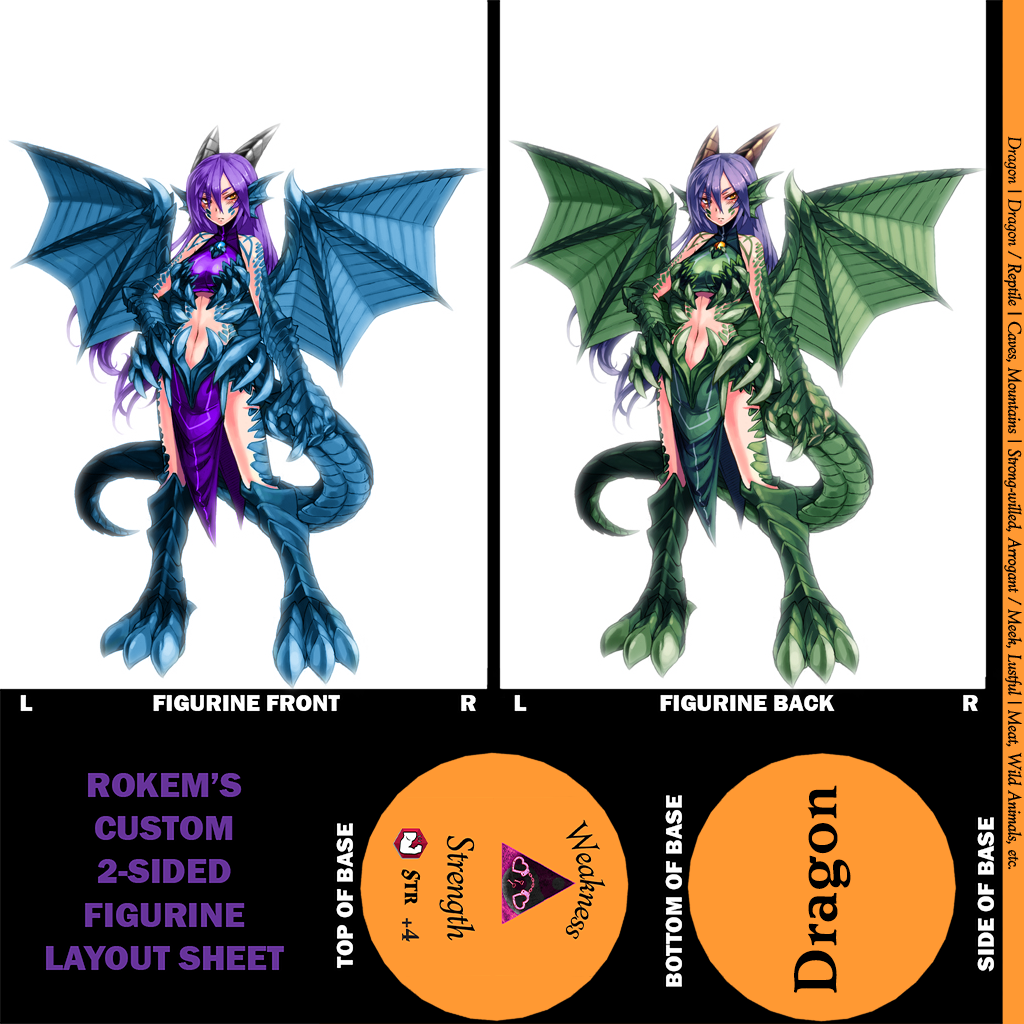 L FIGURINE FRONT R
L FIGURINE BACK R
ROKEM'S
CUSTOM
2-SIDED
FIGURINE
LAYOUT SHEET
TOP OF BASE
Weakness
Strength
STR +4
BOTTOM OF BASE
Dragon
SIDE OF BASE
Dragon | Dragon / Reptile | Caves, Mountains | Strong-willed, Arrogant / Meek, Lustful | Meat, Wild Animals, etc.